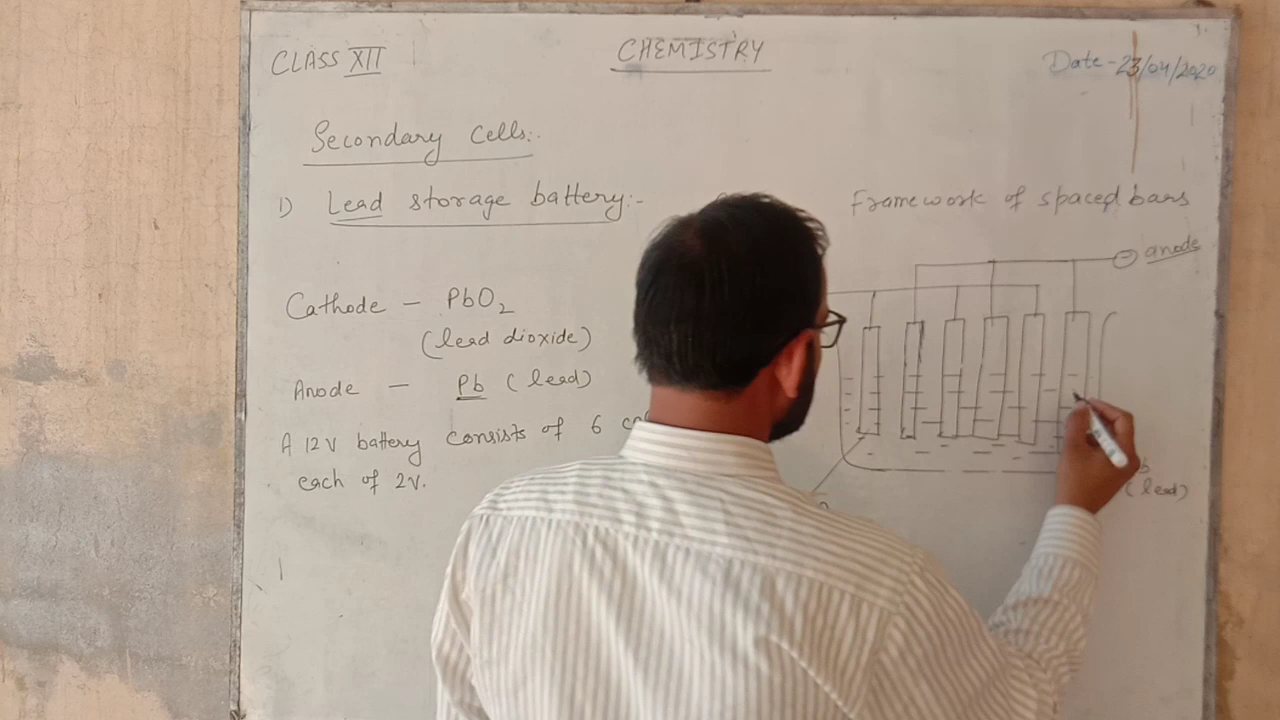 CLASS XII
CHEMISTRY
Date - 23/04/2020
Secondary Cells:.
1) Lead storage battery:-
Cathode - PbO2
(lead dioxide)
Anode - Pb (lead)
A 12V battery consists of 6
each of 2V.
Framework of spaced bars
- anode
(lead)